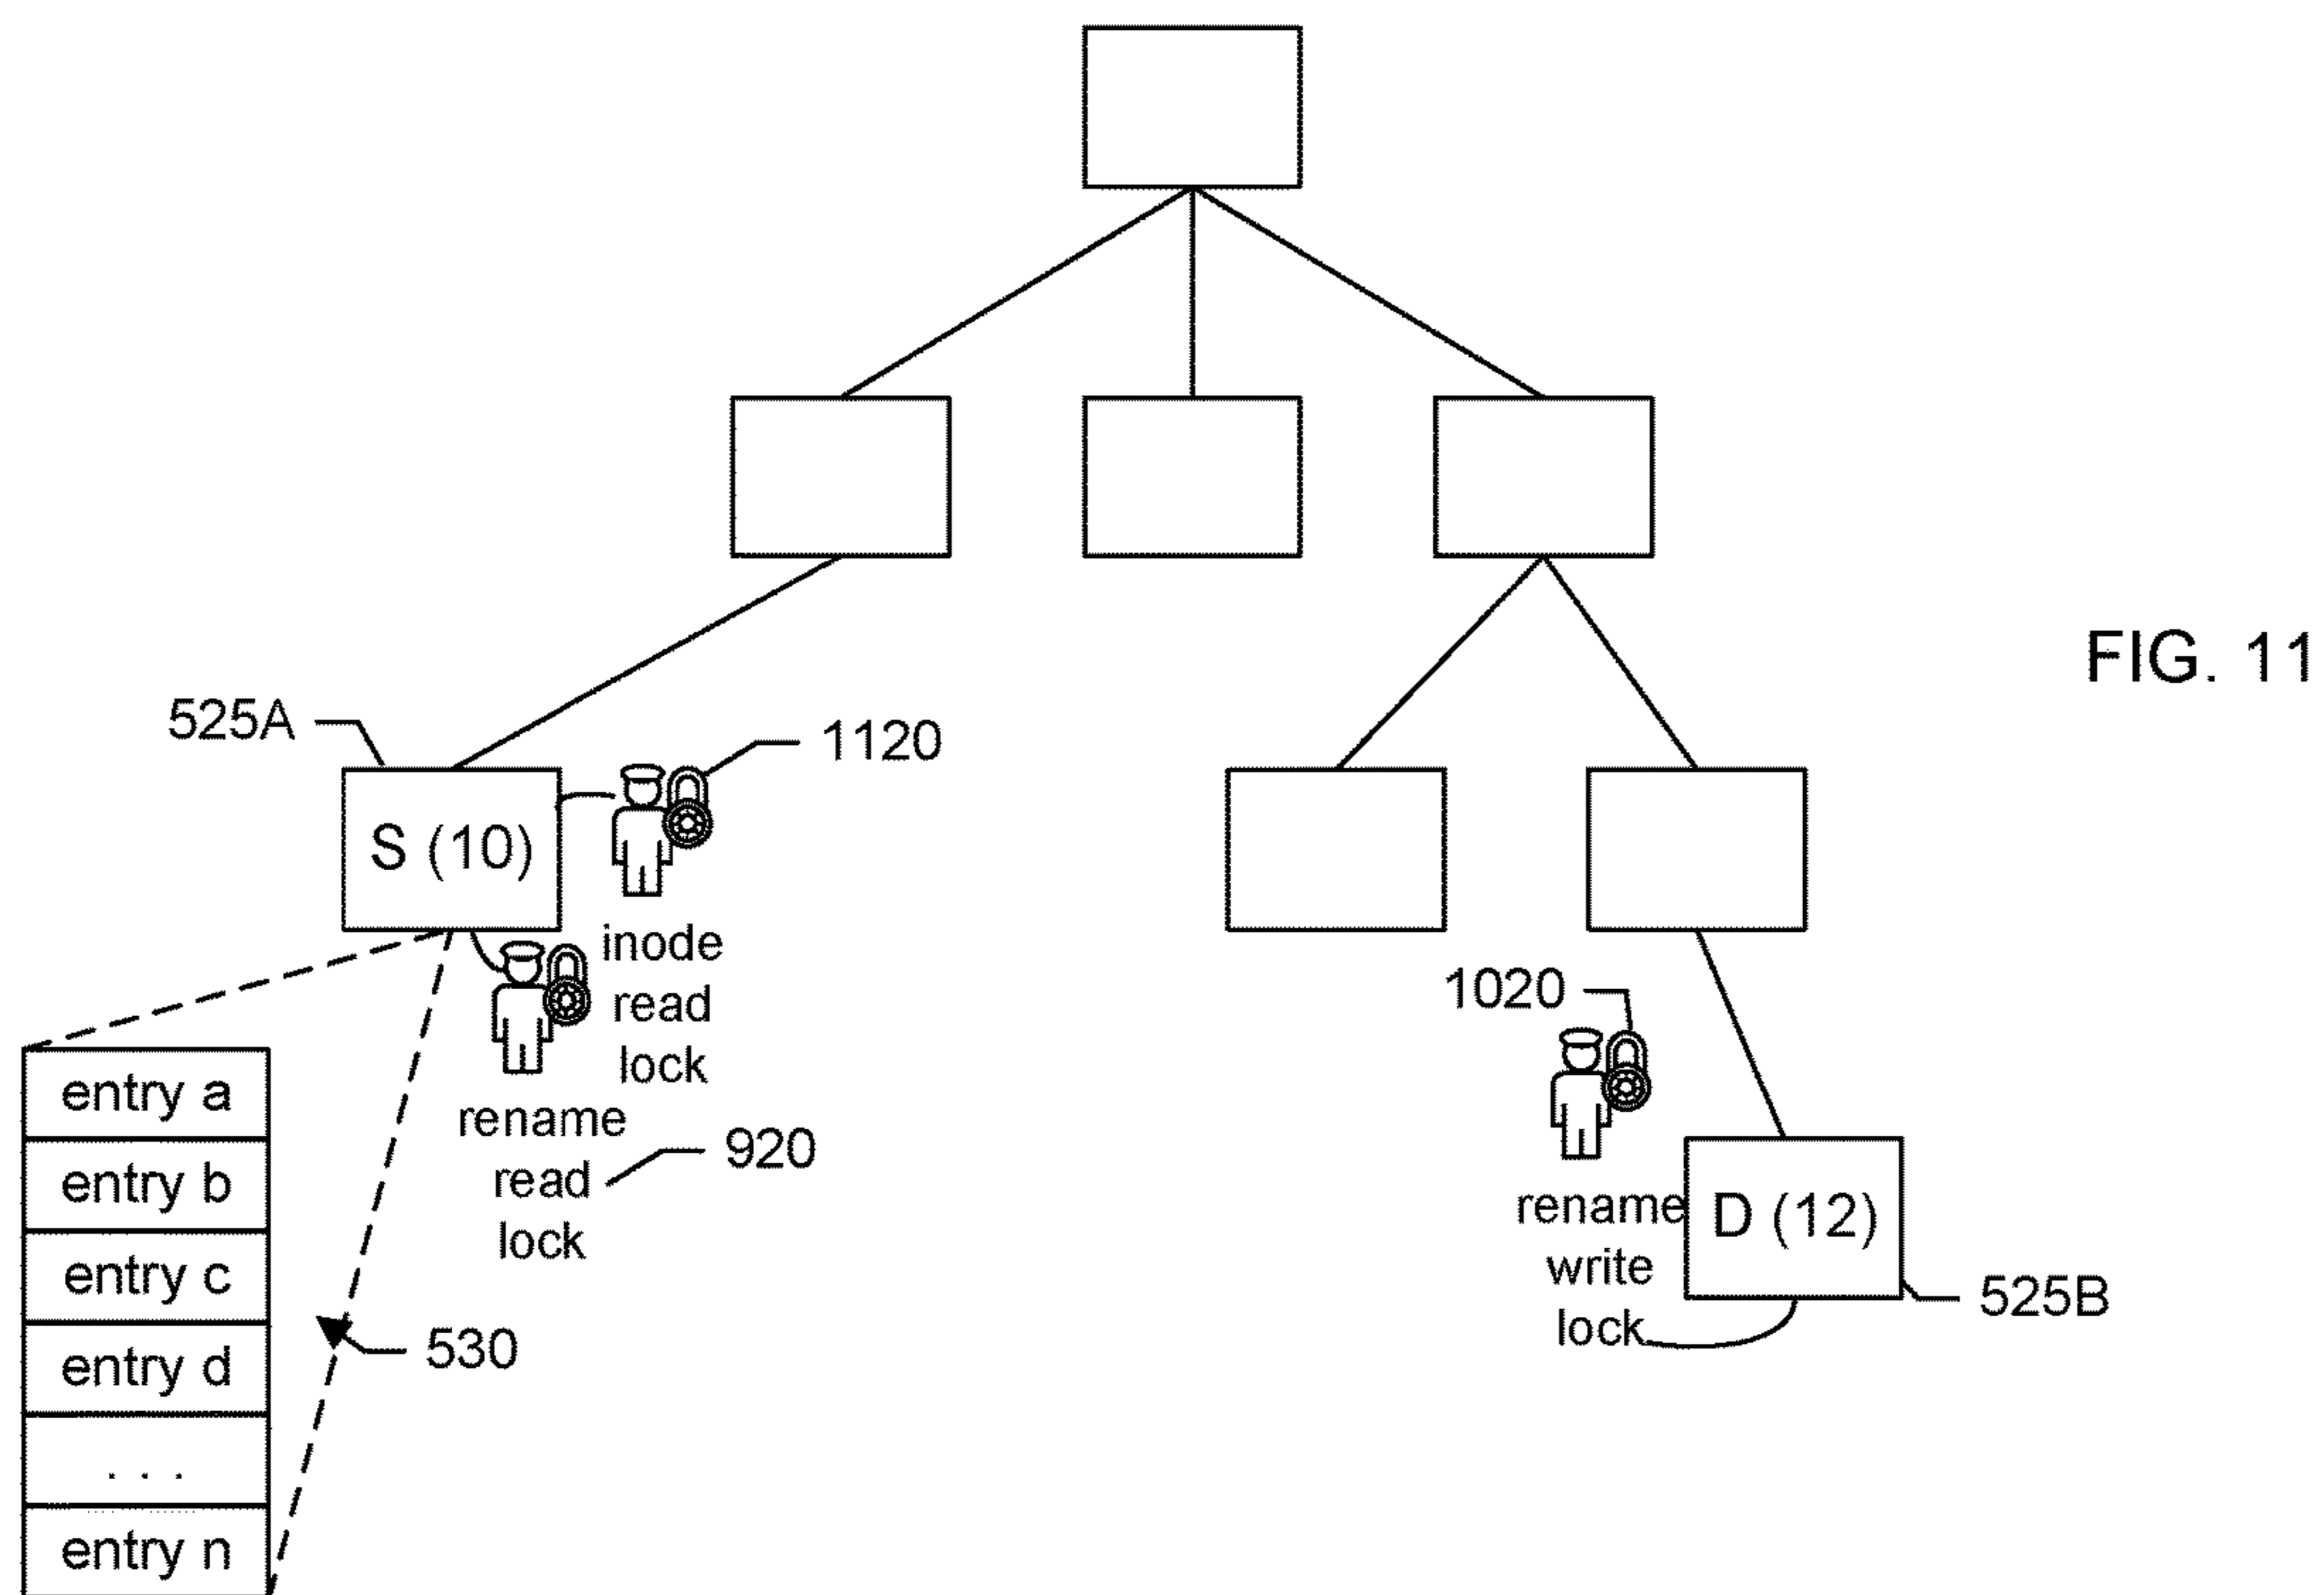 FIG. 11
525A
1120
S (10)
inode
read
lock
rename
read
lock
920
1020
rename
write
lock
D (12)
525B
530
entry a
entry b
entry c
entry d
. . .
entry n